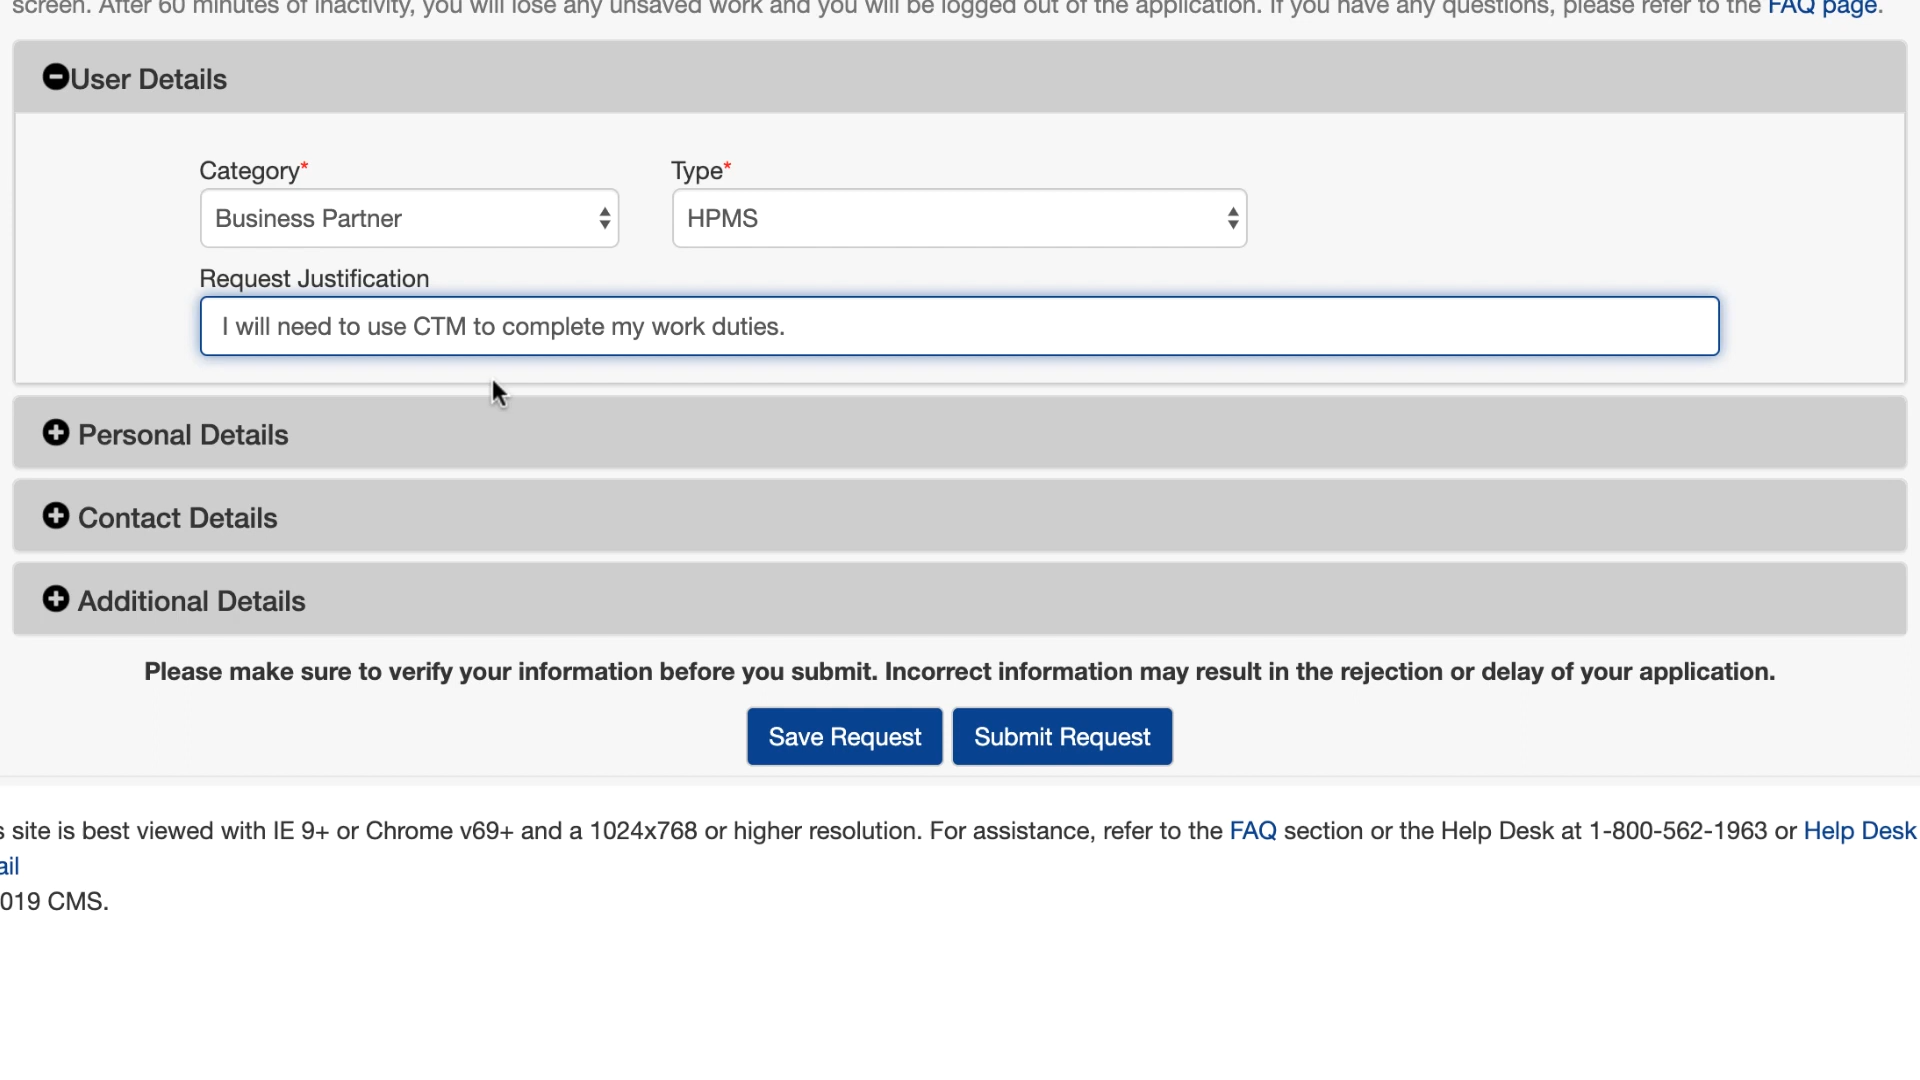 screen. After 60 minutes of inactivity, you will lose any unsaved work and you will be logged out of the application. If you have any questions, please refer to the FAQ page.
User Details
Category* Type*
Business Partner HPMS
Request Justification
I will need to use CTM to complete my work duties.
Personal Details
Contact Details
Additional Details
Please make sure to verify your information before you submit. Incorrect information may result in the rejection or delay of your application.
Save Request Submit Request
s site is best viewed with IE 9+ or Chrome v69+ and a 1024x768 or higher resolution. For assistance, refer to the FAQ section or the Help Desk at 1-800-562-1963 or Help Desk
ail
019 CMS.